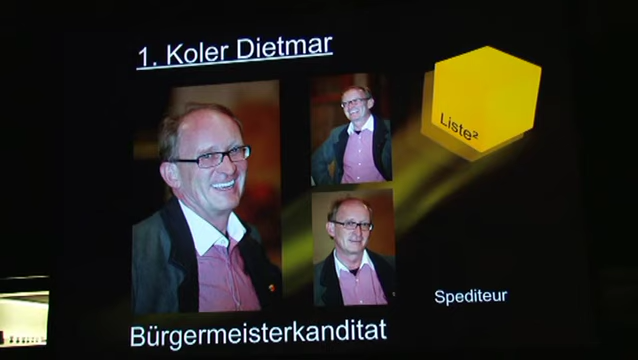 1. Koler Dietmar
Liste²
Spediteur
Bürgermeisterkanditat